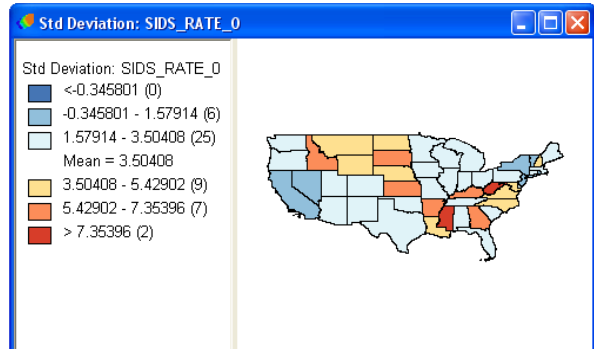 Std Deviation: SIDS_RATE_0
Std Deviation: SIDS_RATE_0
<-0.345801 (0)
-0.345801 - 1.57914 (6)
1.57914 - 3.50408 (25)
Mean = 3.50408
3.50408 - 5.42902 (9)
5.42902 - 7.35396 (7)
> 7.35396 (2)